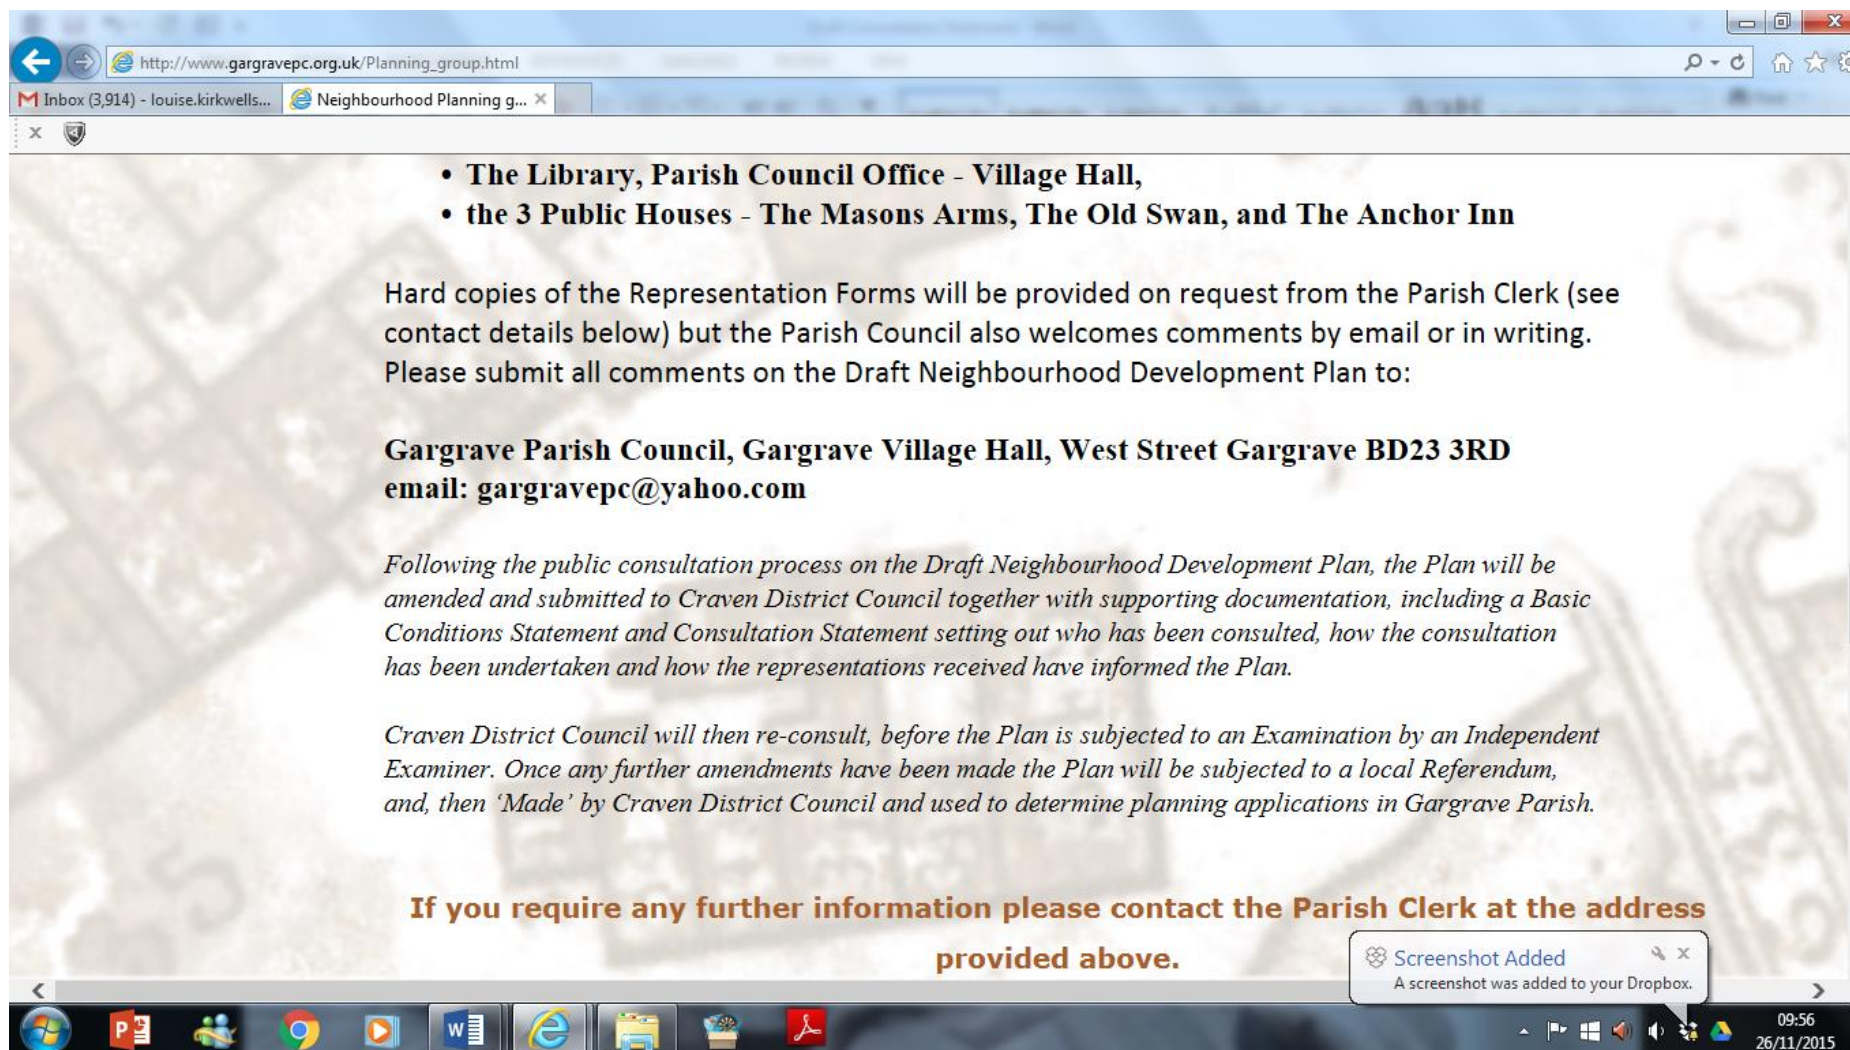 http://www.gargravepc.org.uk/Planning_group.html
Inbox (3,914) - louise.kirkwells...
Neighbourhood Planning g...
• The Library, Parish Council Office - Village Hall,
• the 3 Public Houses - The Masons Arms, The Old Swan, and The Anchor Inn
Hard copies of the Representation Forms will be provided on request from the Parish Clerk (see
contact details below) but the Parish Council also welcomes comments by email or in writing.
Please submit all comments on the Draft Neighbourhood Development Plan to:
Gargrave Parish Council, Gargrave Village Hall, West Street Gargrave BD23 3RD
email: gargravepc@yahoo.com
Following the public consultation process on the Draft Neighbourhood Development Plan, the Plan will be
amended and submitted to Craven District Council together with supporting documentation, including a Basic
Conditions Statement and Consultation Statement setting out who has been consulted, how the consultation
has been undertaken and how the representations received have informed the Plan.
Craven District Council will then re-consult, before the Plan is subjected to an Examination by an Independent
Examiner. Once any further amendments have been made the Plan will be subjected to a local Referendum,
and, then ‘Made’ by Craven District Council and used to determine planning applications in Gargrave Parish.
If you require any further information please contact the Parish Clerk at the address
provided above.
Screenshot Added
A screenshot was added to your Dropbox.
09:56
26/11/2015